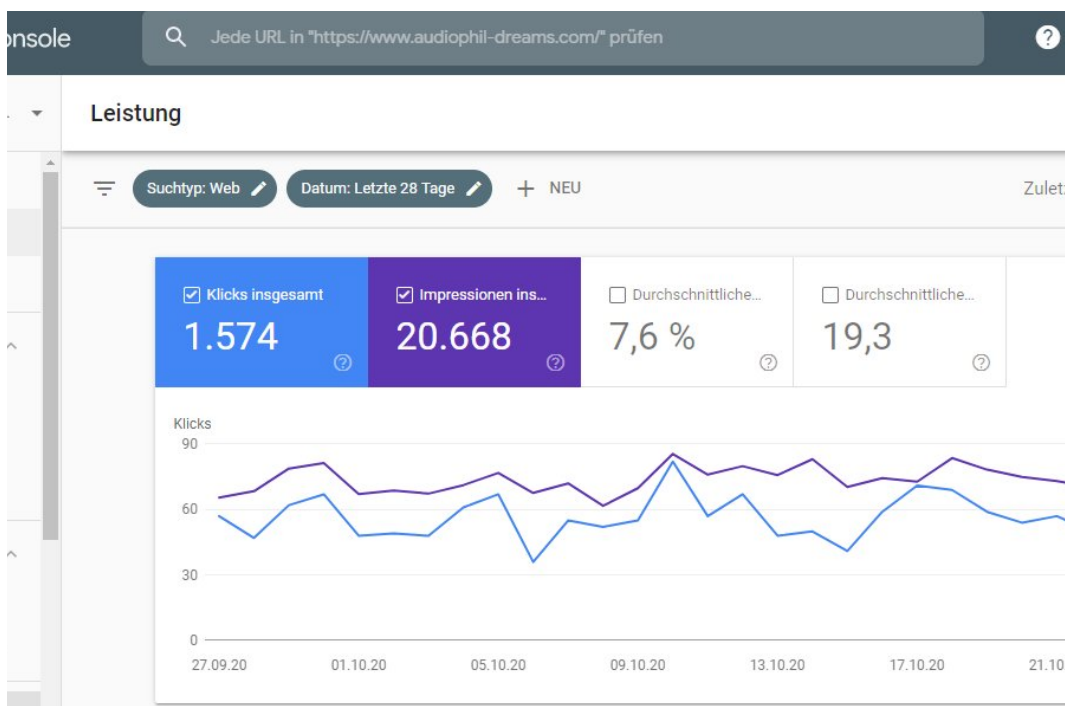 onsole
Jede URL in "https://www.audiophil-dreams.com/" prüfen
Leistung
Suchtyp: Web
Datum: Letzte 28 Tage
+ NEU
Zulet
Klicks insgesamt
1.574
Impressionen ins...
20.668
Durchschnittliche...
7,6 %
Durchschnittliche...
19,3
Klicks
90
60
30
0
27.09.20 01.10.20 05.10.20 09.10.20 13.10.20 17.10.20 21.10